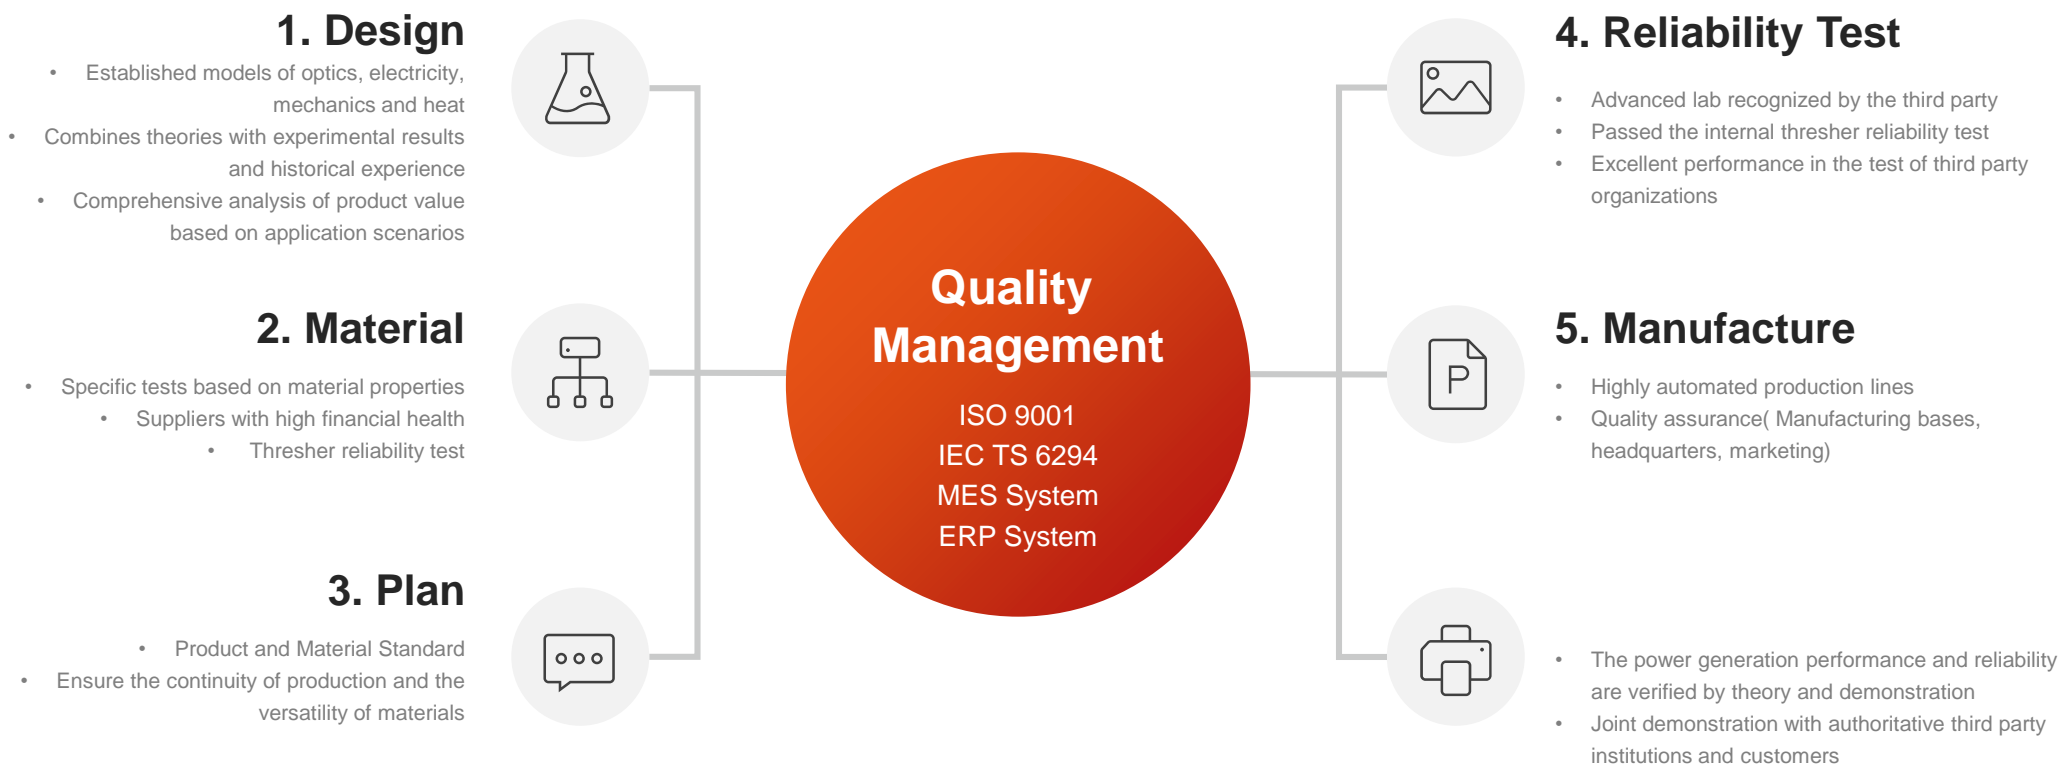 1. Design
• Established models of optics, electricity,
mechanics and heat
• Combines theories with experimental results
and historical experience
• Comprehensive analysis of product value
based on application scenarios
2. Material
• Specific tests based on material properties
• Suppliers with high financial health
• Thresher reliability test
3. Plan
• Product and Material Standard
• Ensure the continuity of production and the
versatility of materials
Quality
Management
ISO 9001
IEC TS 6294
MES System
ERP System
4. Reliability Test
• Advanced lab recognized by the third party
• Passed the internal thresher reliability test
• Excellent performance in the test of third party
organizations
5. Manufacture
P
• Highly automated production lines
• Quality assurance( Manufacturing bases,
headquarters, marketing)
• The power generation performance and reliability
are verified by theory and demonstration
• Joint demonstration with authoritative third party
institutions and customers